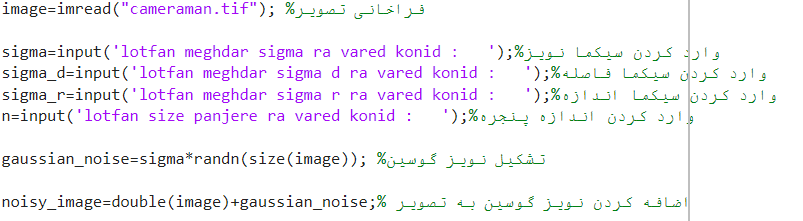 image=imread("cameraman.tif"); %فراخانی تصویر
sigma=input('lotfan meghdar sigma ra vared konid :   ');%وارد کردن سیکما نویز
sigma_d=input('lotfan meghdar sigma d ra vared konid :   ');%وارد کردن سیکما فاصله
sigma_r=input('lotfan meghdar sigma r ra vared konid :   ');%وارد کردن سیکما اندازه
n=input('lotfan size panjere ra vared konid :   ');%وارد کردن اندازه پنجره
gaussian_noise=sigma*randn(size(image)); %تشکیل نویز گوسین
noisy_image=double(image)+gaussian_noise;% اضافه کردن نویز گوسین به تصویر